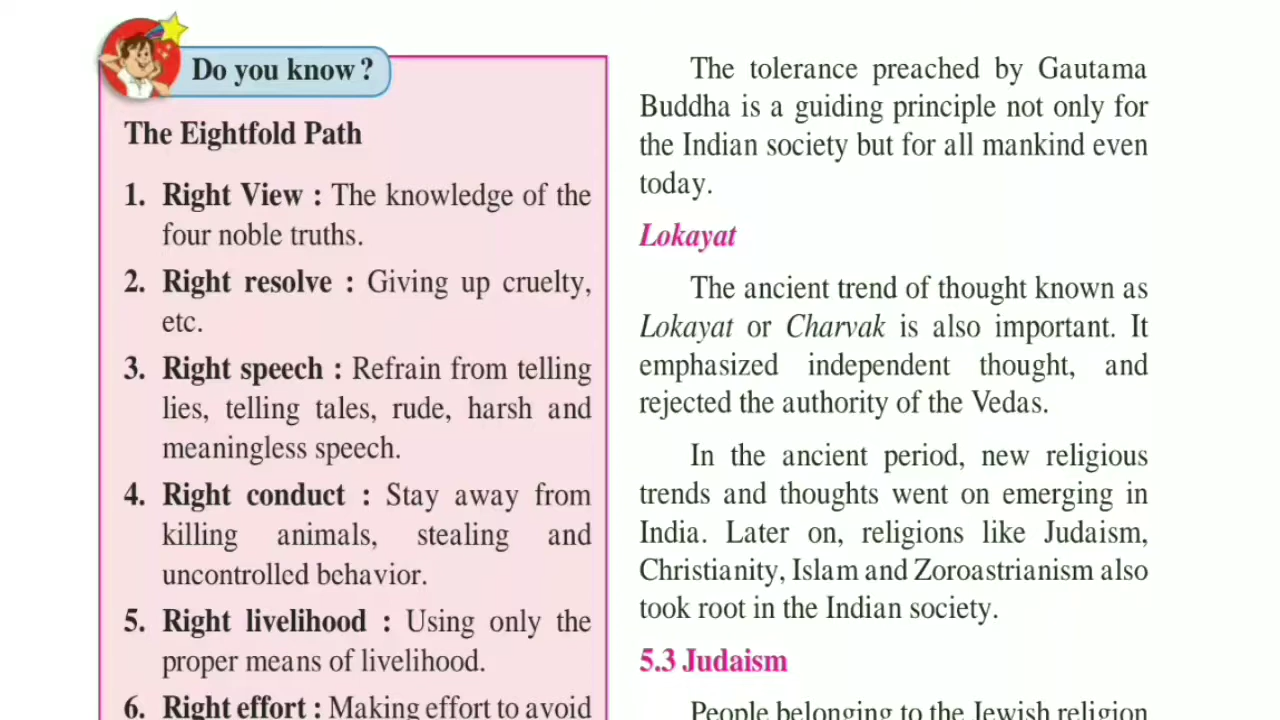 Do you know ?
The Eightfold Path
1. Right View : The knowledge of the
four noble truths.
2. Right resolve : Giving up cruelty,
etc.
3. Right speech : Refrain from telling
lies, telling tales, rude, harsh and
meaningless speech.
4. Right conduct : Stay away from
killing animals, stealing and
uncontrolled behavior.
5. Right livelihood : Using only the
proper means of livelihood.
6. Right effort : Making effort to avoid
The tolerance preached by Gautama
Buddha is a guiding principle not only for
the Indian society but for all mankind even
today.
Lokayat
The ancient trend of thought known as
Lokayat or Charvak is also important. It
emphasized independent thought, and
rejected the authority of the Vedas.
In the ancient period, new religious
trends and thoughts went on emerging in
India. Later on, religions like Judaism,
Christianity, Islam and Zoroastrianism also
took root in the Indian society.
5.3 Judaism
People belonging to the Jewish religion